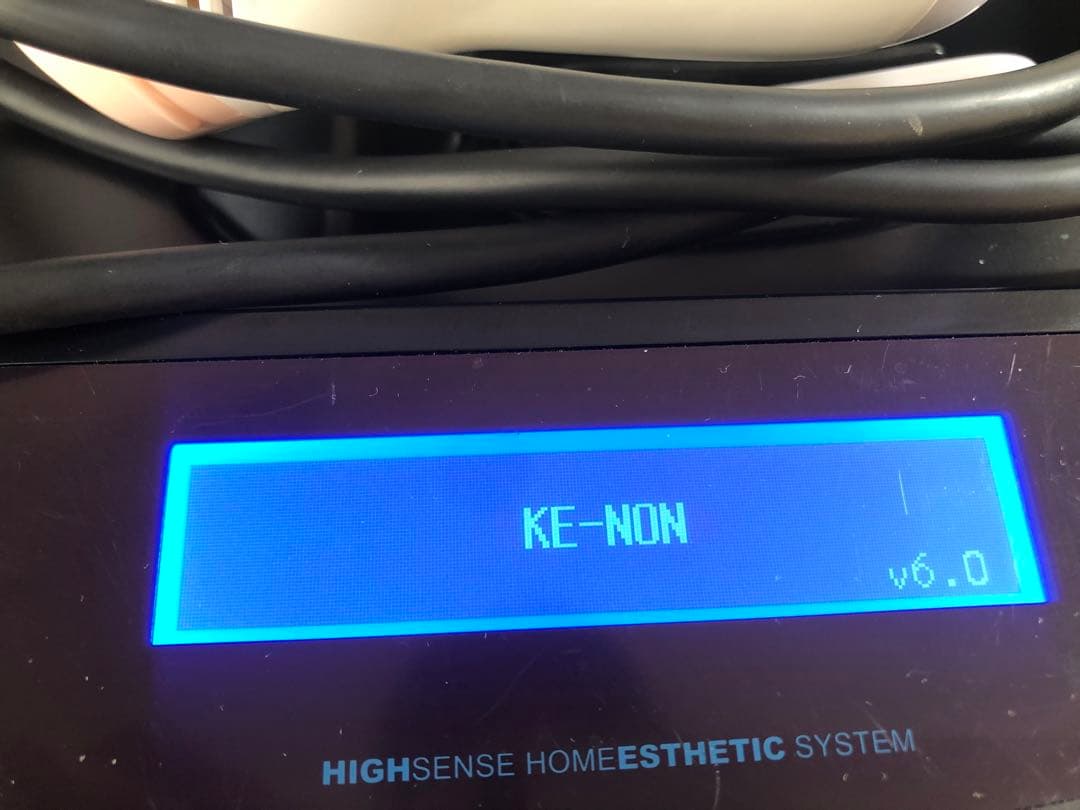 KE-NON
v6.0
HIGHSENSE HOMEESTHETIC SYSTEM